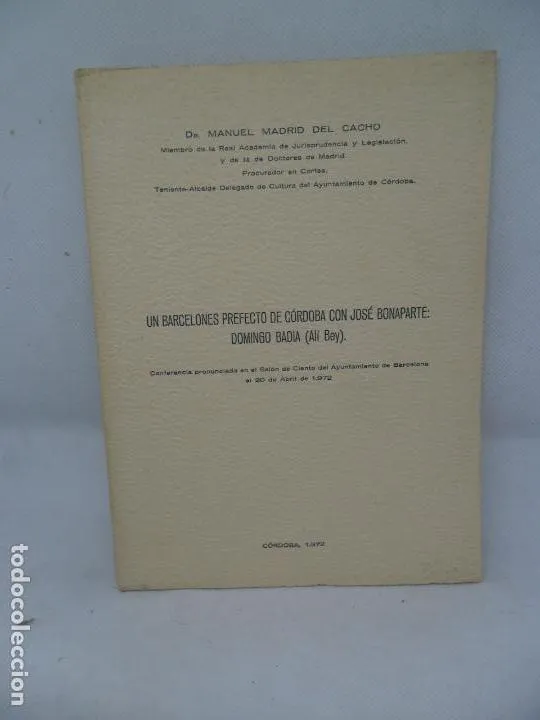 Dr. MANUEL MADRID DEL CACHO
Miembro de la Real Academia de Jurisprudencia y Legislación,
y de la de Doctores de Madrid.
Procurador en Cortes.
Teniente-Alcalde Delegado de Cultura del Ayuntamiento de Córdoba.
UN BARCELONES PREFECTO DE CÓRDOBA CON JOSÉ BONAPARTE:
DOMINGO BADIA (Alí Bey).
Conferencia pronunciada en el Salón de Ciento del Ayuntamiento de Barcelona
el 20 de Abril de 1.972
CÓRDOBA, 1.972
todocoleccion